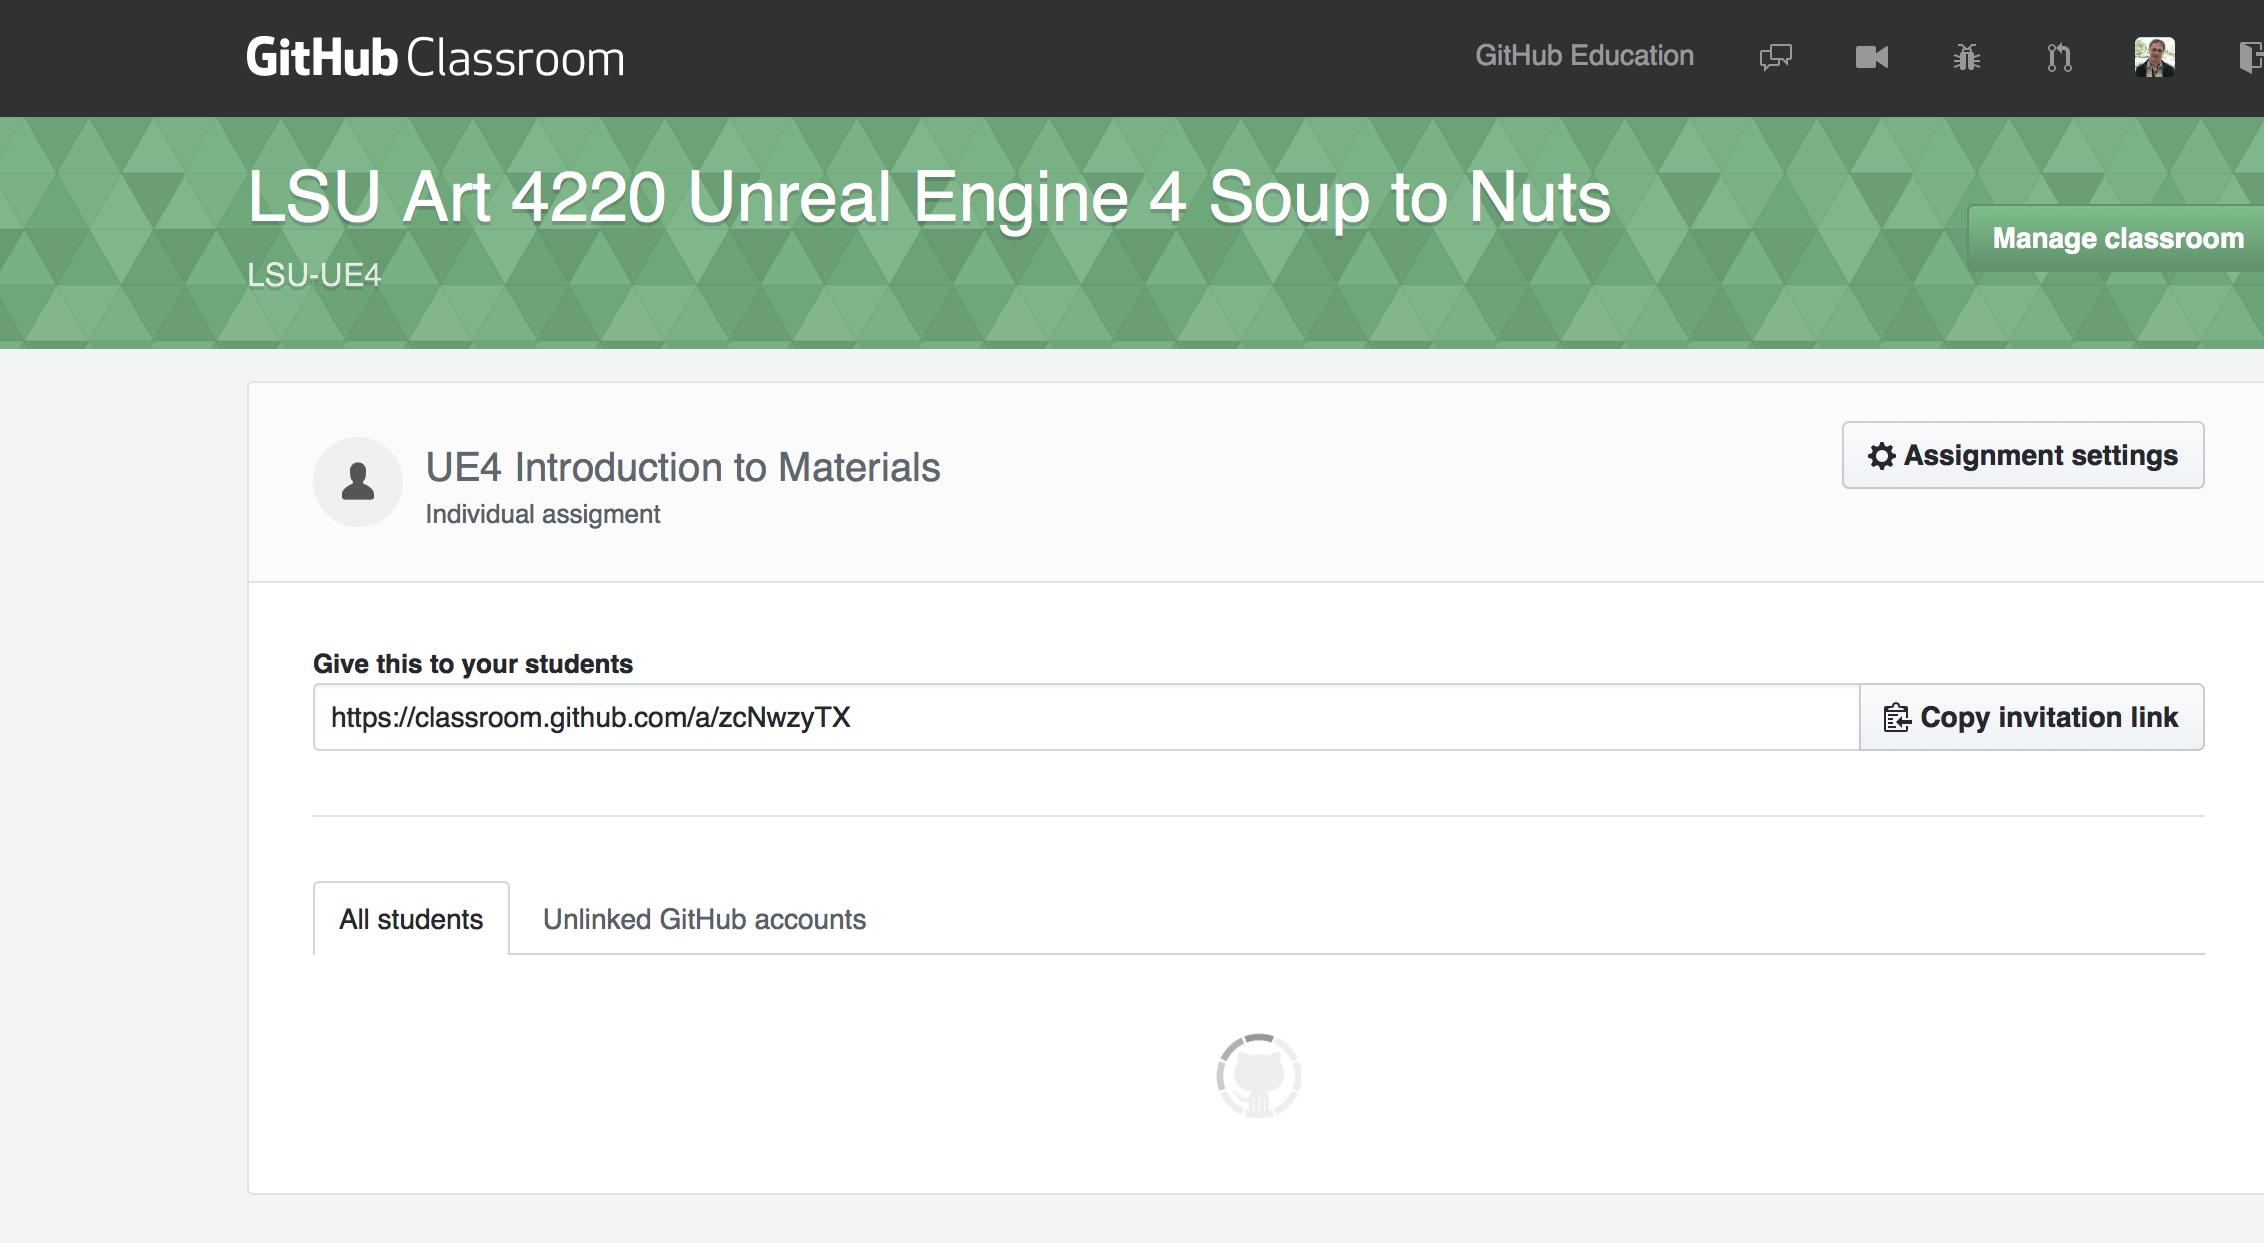 GitHub Classroom
GitHub Education
LSU Art 4220 Unreal Engine 4 Soup to Nuts
Manage classroom
LSU-UE4
UE4 Introduction to Materials
Assignment settings
Individual assigment
Give this to your students
https://classroom.github.com/a/zcNwzyTX
Copy invitation link
All students
Unlinked GitHub accounts